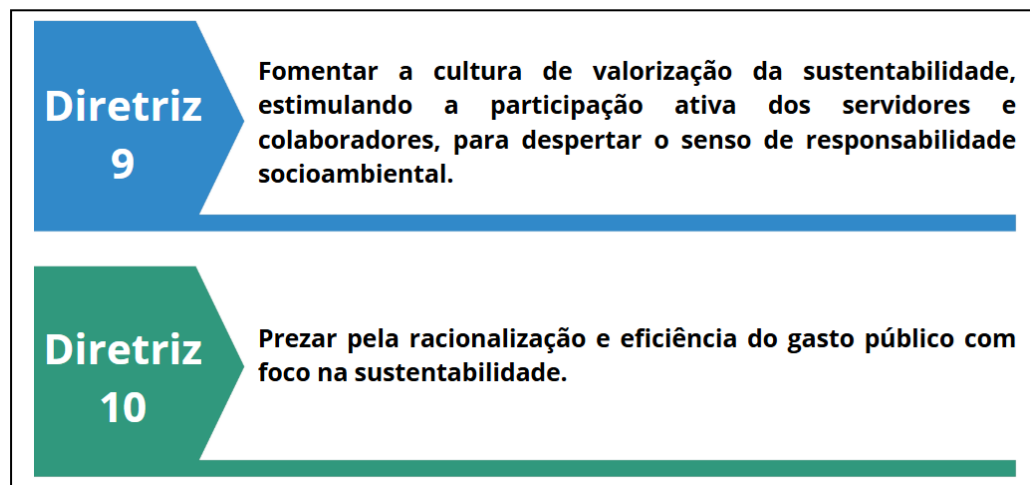 Diretriz
9
Fomentar a cultura de valorização da sustentabilidade,
estimulando a participação ativa dos servidores e
colaboradores, para despertar o senso de responsabilidade
socioambiental.
Diretriz
10
Prezar pela racionalização e eficiência do gasto público com
foco na sustentabilidade.